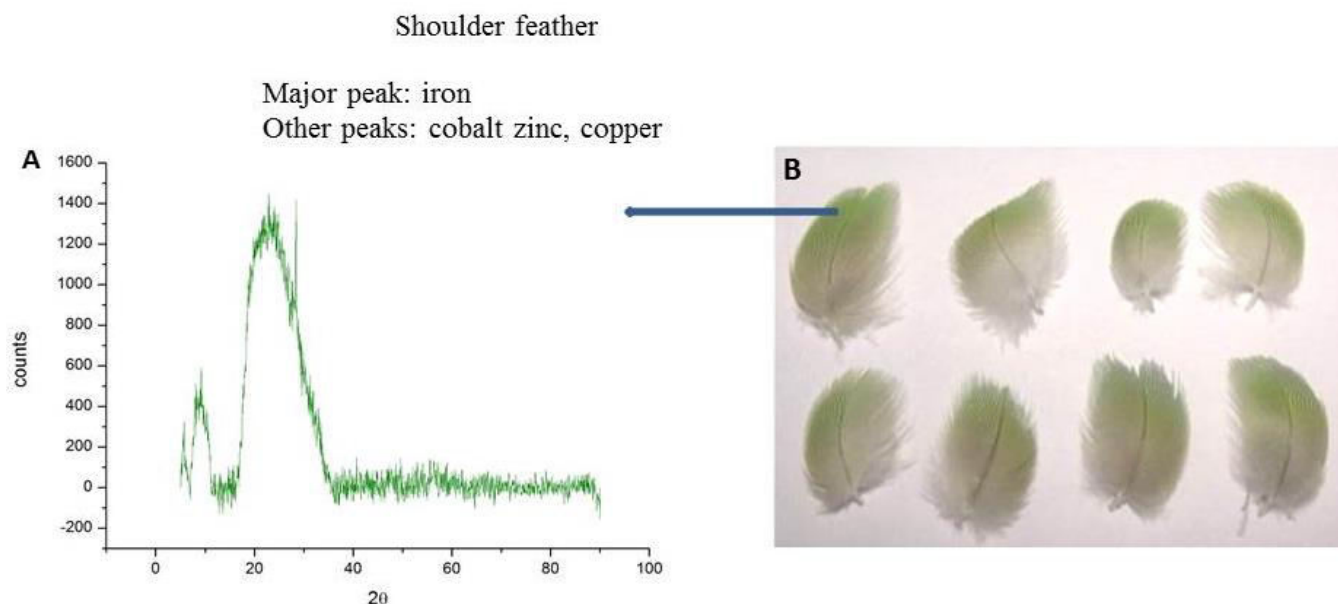 Shoulder feather
Major peak: iron
Other peaks: cobalt zinc, copper
A
1600
1400
1200
1000
800
600
400
200
0
-200
counts
0 20 40 60 80 100
2θ
B